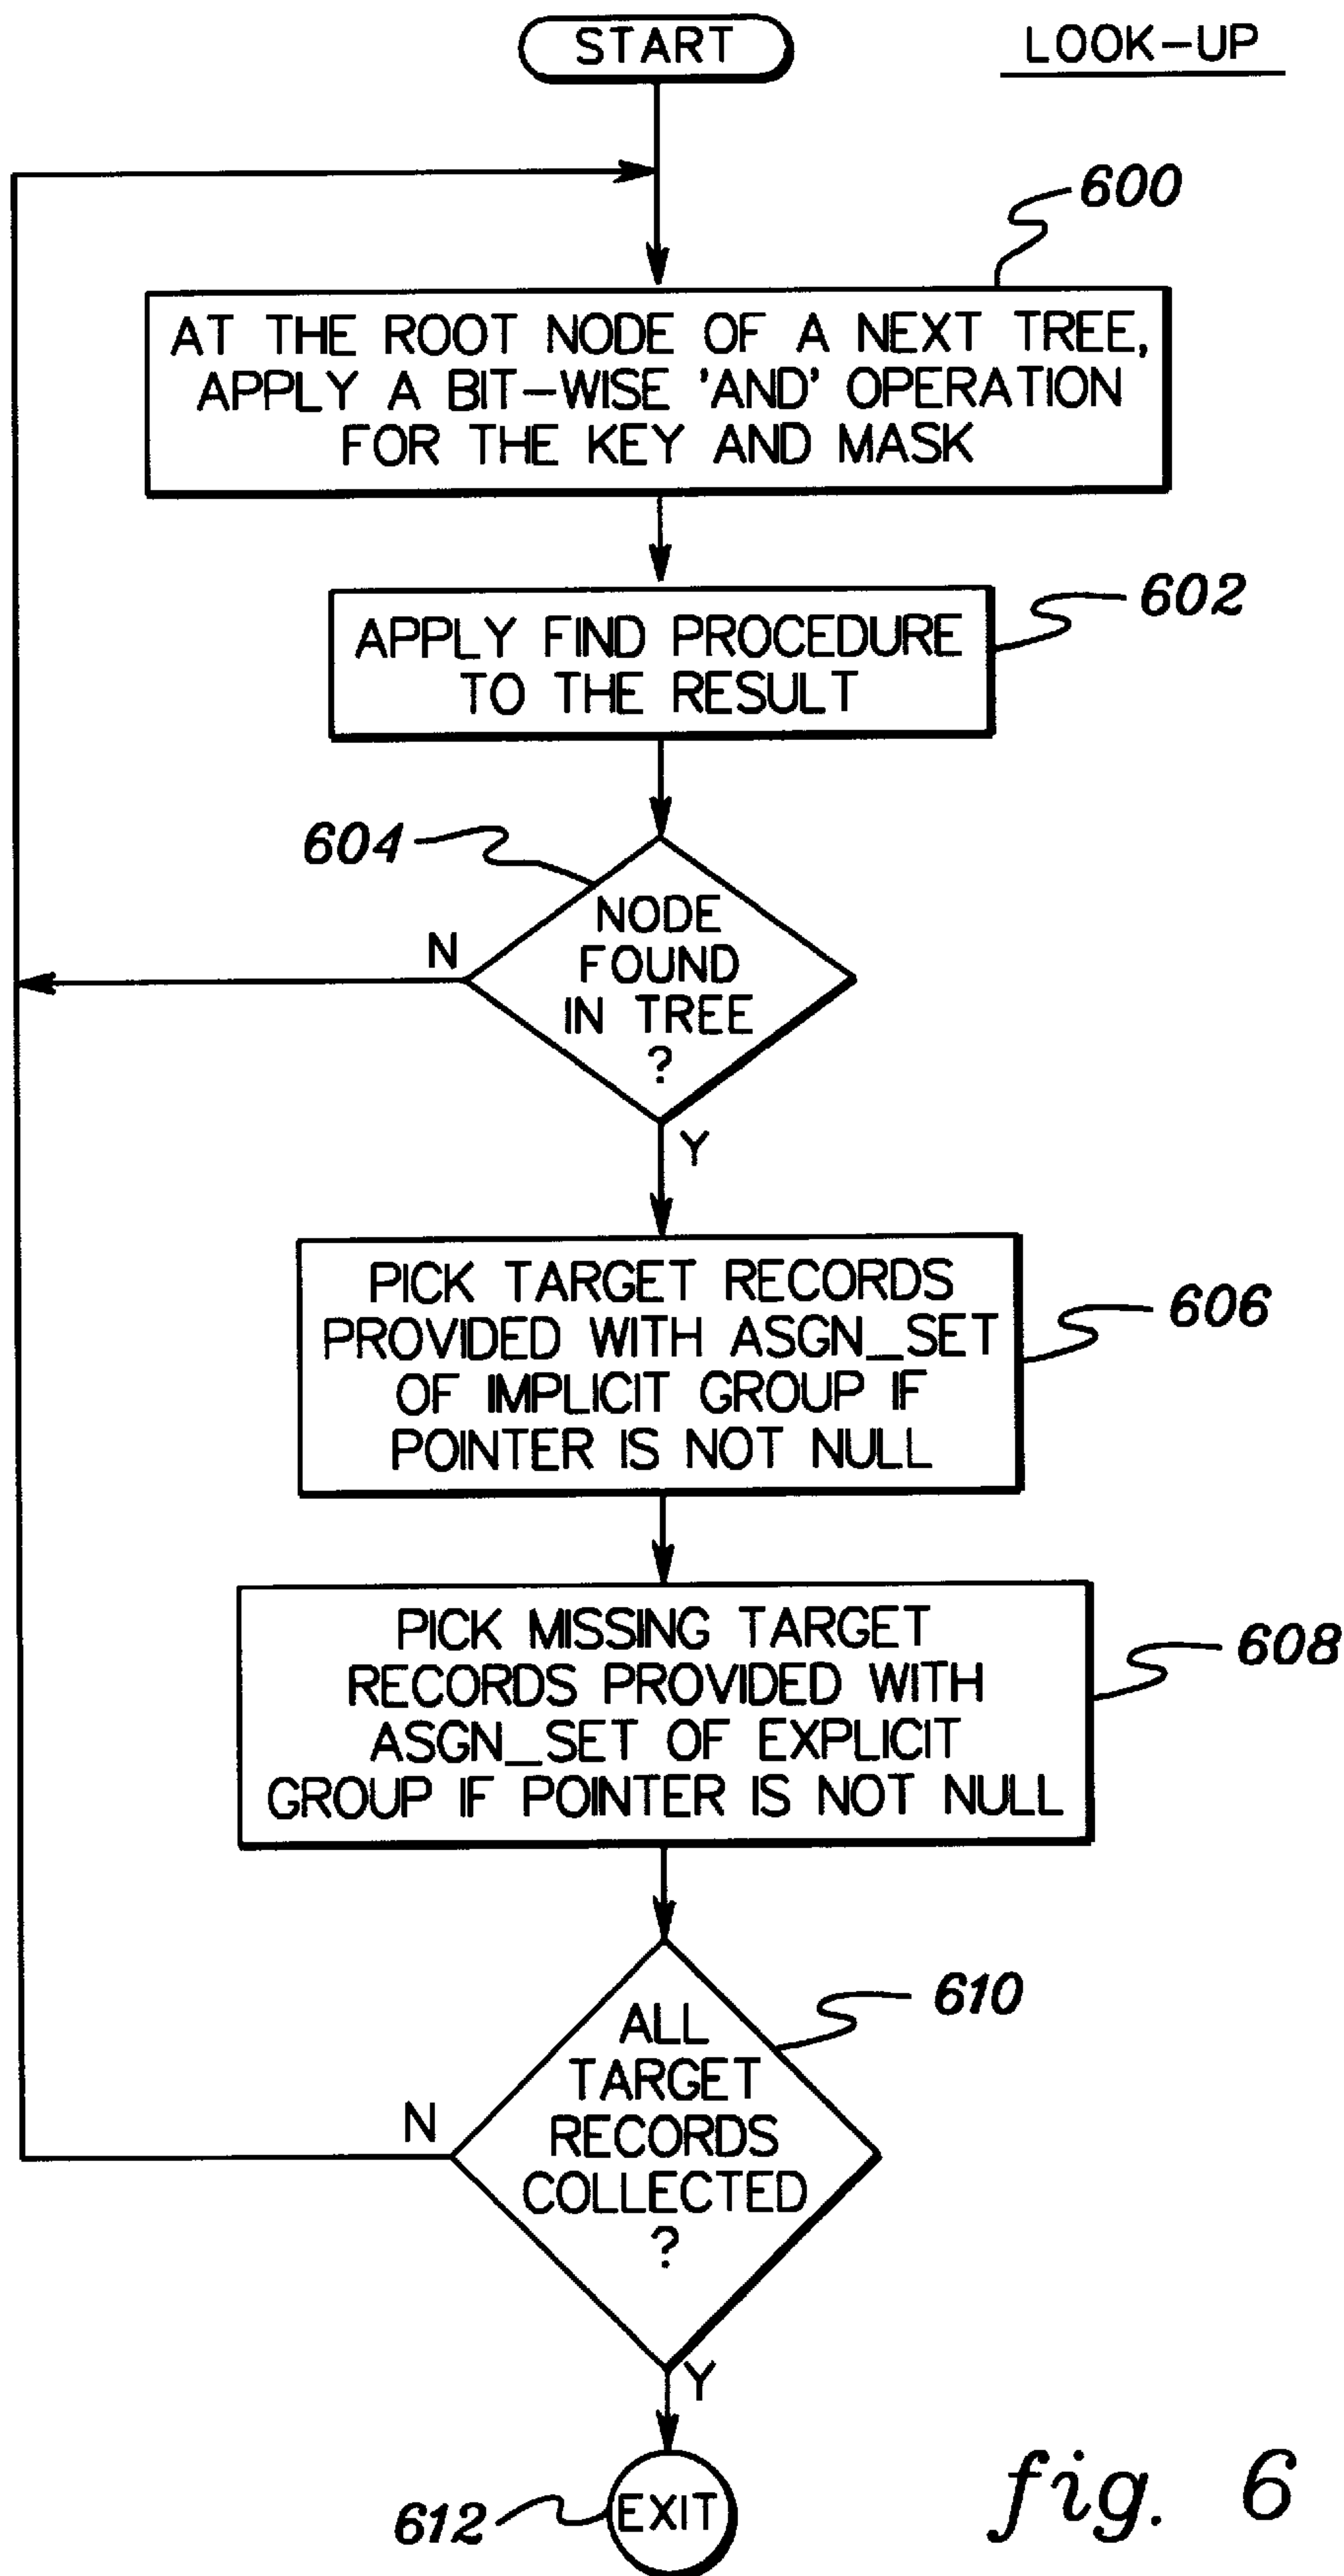 START
LOOK-UP
600
AT THE ROOT NODE OF A NEXT TREE,
APPLY A BIT-WISE 'AND' OPERATION
FOR THE KEY AND MASK
602
APPLY FIND PROCEDURE
TO THE RESULT
604
NODE
FOUND
IN TREE
?
N
Y
606
PICK TARGET RECORDS
PROVIDED WITH ASGN_SET
OF IMPLICIT GROUP IF
POINTER IS NOT NULL
608
PICK MISSING TARGET
RECORDS PROVIDED WITH
ASGN_SET OF EXPLICIT
GROUP IF POINTER IS NOT NULL
610
ALL
TARGET
RECORDS
COLLECTED
?
N
Y
612
EXIT
fig. 6